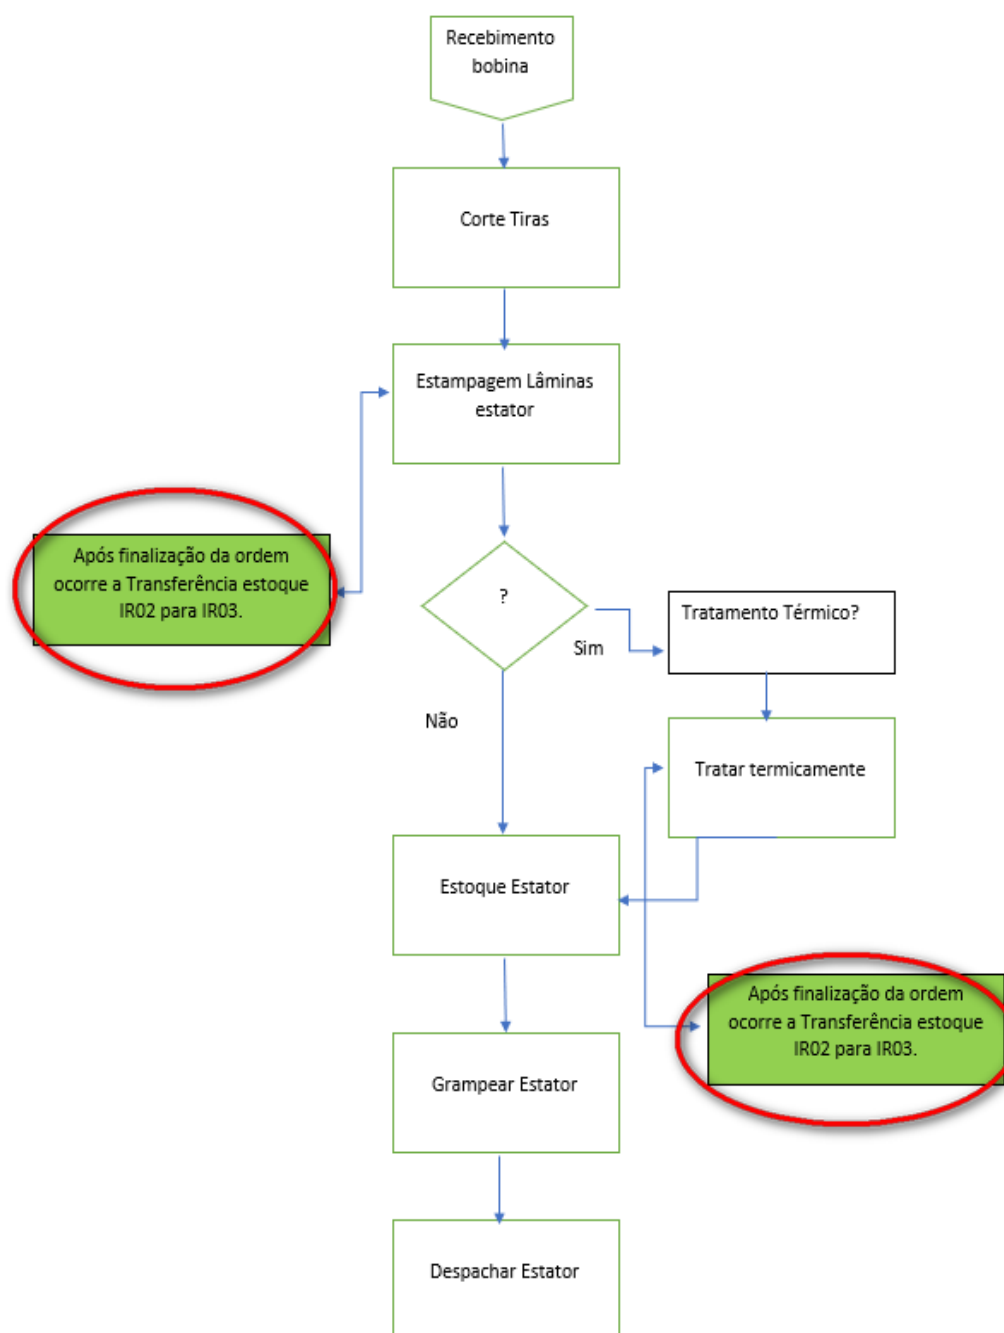 Recebimento
bobina
Corte Tiras
Estampagem Lâminas
estator
Após finalização da ordem
ocorre a Transferência estoque
IR02 para IR03.
?
Sim
Tratamento Térmico?
Não
Tratar termicamente
Estoque Estator
Após finalização da ordem
ocorre a Transferência estoque
IR02 para IR03.
Grampear Estator
Despachar Estator